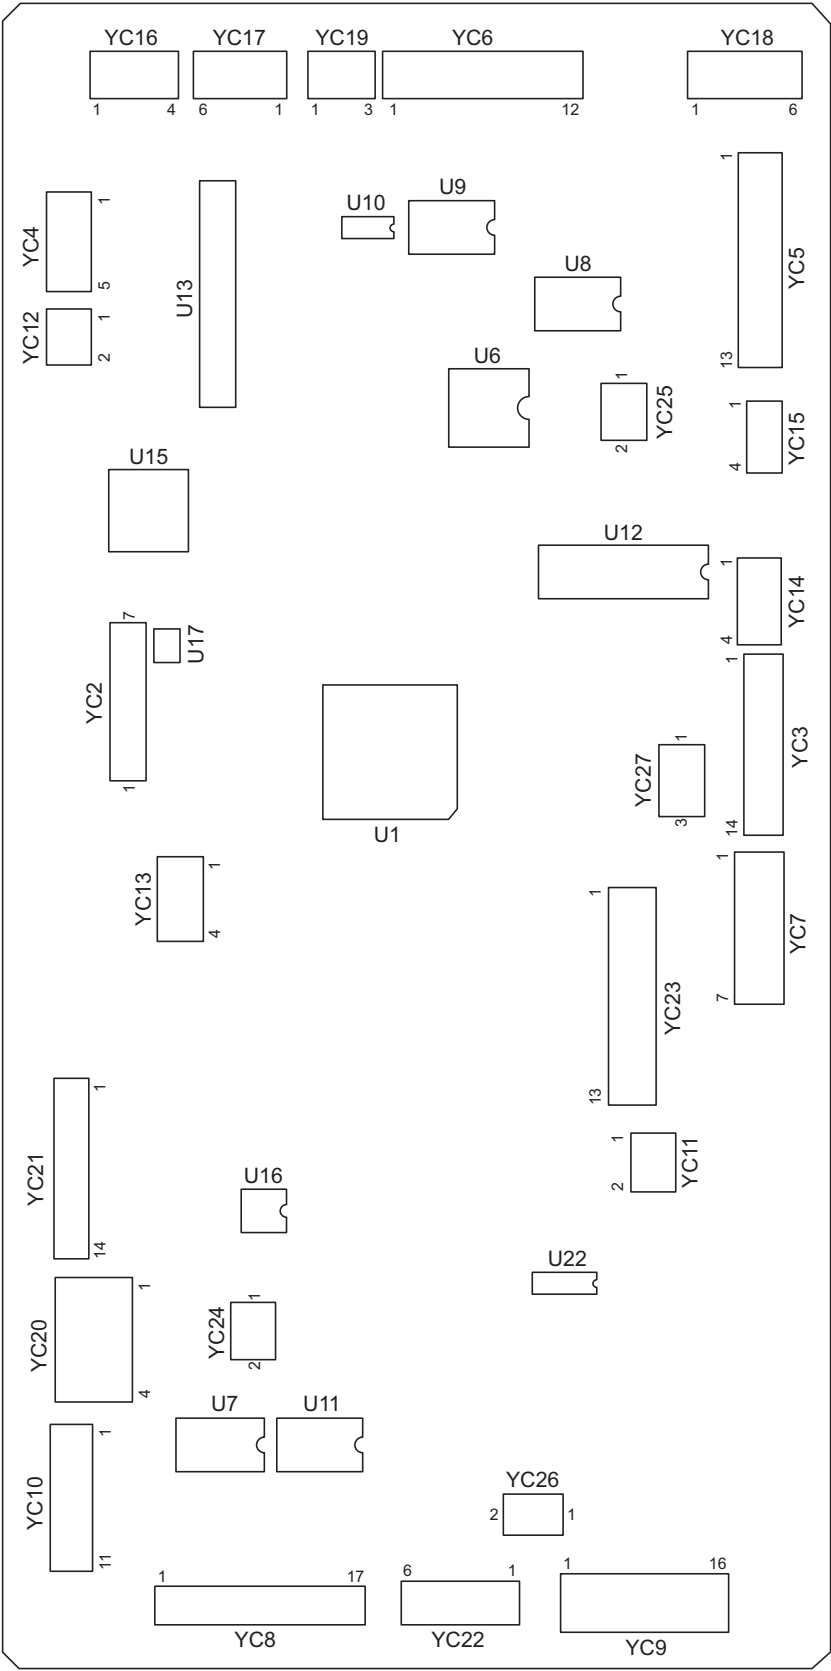 YC16 YC17 YC19 YC6 YC18
1 4 6 1 1 3 1 12 1 6
1
U9
U10
1
YC4
U8
YC5
5
U13
1
YC12
2
U6
13
1
YC25
1
YC15
2
U15
4
U12
1
YC14
7
U17
4
1
YC2
YC3
1
YC27
1
3
14
U1
1
1
YC13
1
4
YC7
7
YC23
1
13
1
YC11
YC21
U16
2
14
U22
1
1
YC24
YC20
2
4
U7 U11
1
YC10
YC26
2 1
11
1 17 6 1 1 16
YC8 YC22 YC9